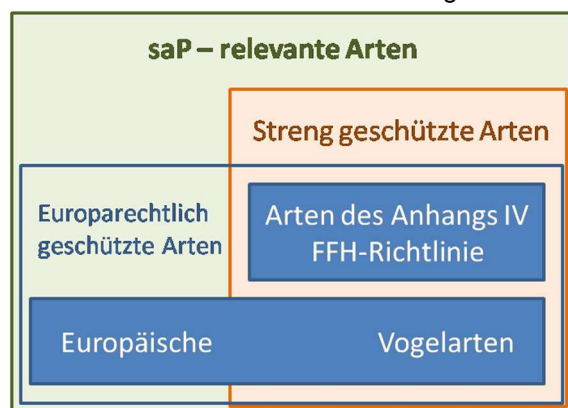 saP – relevante Arten
Streng geschützte Arten
Europarechtlich
geschützte Arten
Arten des Anhangs IV
FFH-Richtlinie
Europäische Vogelarten